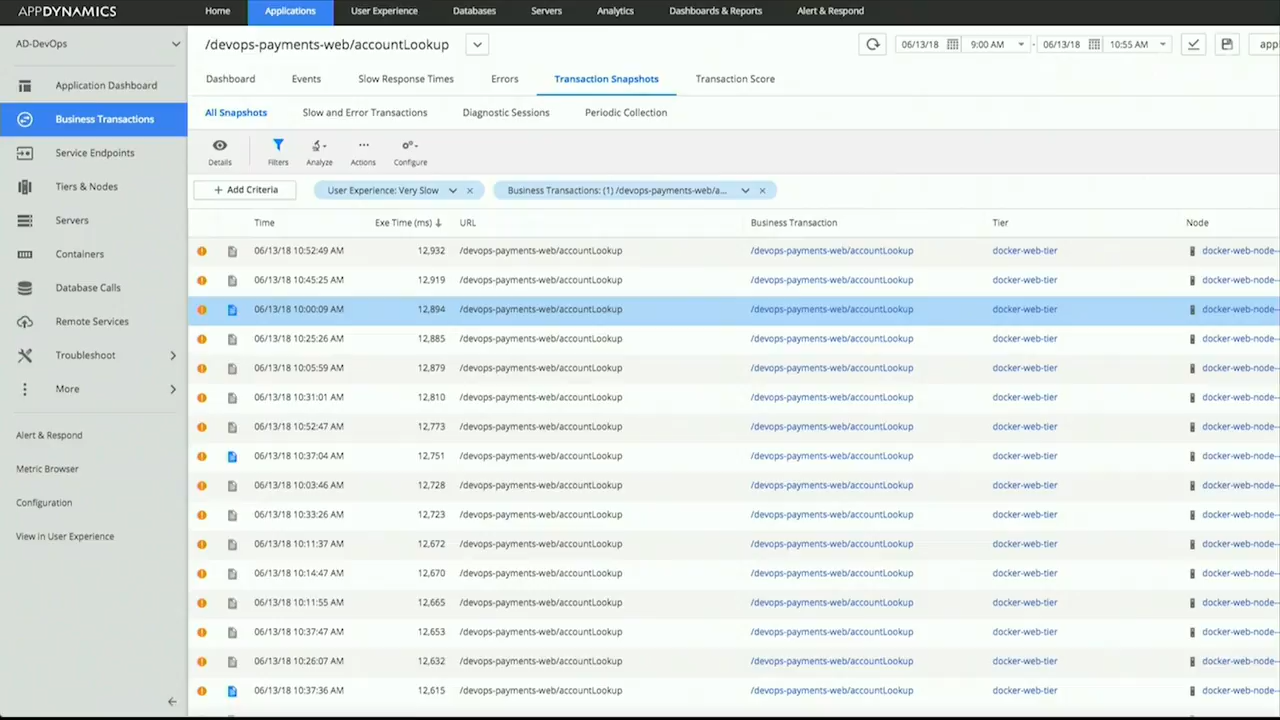 APPDYNAMICS Home Applications User Experience Databases Servers Analytics Dashboards & Reports Alert & Respond
AD-DevOps
Application Dashboard
Business Transactions
Service Endpoints
Tiers & Nodes
Servers
Containers
Database Calls
Remote Services
Troubleshoot
More
Alert & Respond
Metric Browser
Configuration
View in User Experience
/devops-payments-web/accountLookup 06/13/18 9:00 AM - 06/13/18 10:55 AM app
Dashboard Events Slow Response Times Errors Transaction Snapshots Transaction Score
All Snapshots Slow and Error Transactions Diagnostic Sessions Periodic Collection
Details Filters Analyze Actions Configure
+ Add Criteria User Experience: Very Slow × Business Transactions: (1) /devops-payments-web/a... ×
Time Exe Time (ms) ↓ URL Business Transaction Tier Node
06/13/18 10:52:49 AM 12,932 /devops-payments-web/accountLookup /devops-payments-web/accountLookup docker-web-tier docker-web-node--
06/13/18 10:45:25 AM 12,919 /devops-payments-web/accountLookup /devops-payments-web/accountLookup docker-web-tier docker-web-node--
06/13/18 10:00:09 AM 12,894 /devops-payments-web/accountLookup /devops-payments-web/accountLookup docker-web-tier docker-web-node--
06/13/18 10:25:26 AM 12,885 /devops-payments-web/accountLookup /devops-payments-web/accountLookup docker-web-tier docker-web-node--
06/13/18 10:05:59 AM 12,879 /devops-payments-web/accountLookup /devops-payments-web/accountLookup docker-web-tier docker-web-node--
06/13/18 10:31:01 AM 12,810 /devops-payments-web/accountLookup /devops-payments-web/accountLookup docker-web-tier docker-web-node--
06/13/18 10:52:47 AM 12,773 /devops-payments-web/accountLookup /devops-payments-web/accountLookup docker-web-tier docker-web-node--
06/13/18 10:37:04 AM 12,751 /devops-payments-web/accountLookup /devops-payments-web/accountLookup docker-web-tier docker-web-node--
06/13/18 10:03:46 AM 12,728 /devops-payments-web/accountLookup /devops-payments-web/accountLookup docker-web-tier docker-web-node--
06/13/18 10:33:26 AM 12,723 /devops-payments-web/accountLookup /devops-payments-web/accountLookup docker-web-tier docker-web-node--
06/13/18 10:11:37 AM 12,672 /devops-payments-web/accountLookup /devops-payments-web/accountLookup docker-web-tier docker-web-node--
06/13/18 10:14:47 AM 12,670 /devops-payments-web/accountLookup /devops-payments-web/accountLookup docker-web-tier docker-web-node--
06/13/18 10:11:55 AM 12,665 /devops-payments-web/accountLookup /devops-payments-web/accountLookup docker-web-tier docker-web-node--
06/13/18 10:37:47 AM 12,653 /devops-payments-web/accountLookup /devops-payments-web/accountLookup docker-web-tier docker-web-node--
06/13/18 10:26:07 AM 12,632 /devops-payments-web/accountLookup /devops-payments-web/accountLookup docker-web-tier docker-web-node--
06/13/18 10:37:36 AM 12,615 /devops-payments-web/accountLookup /devops-payments-web/accountLookup docker-web-tier docker-web-node--